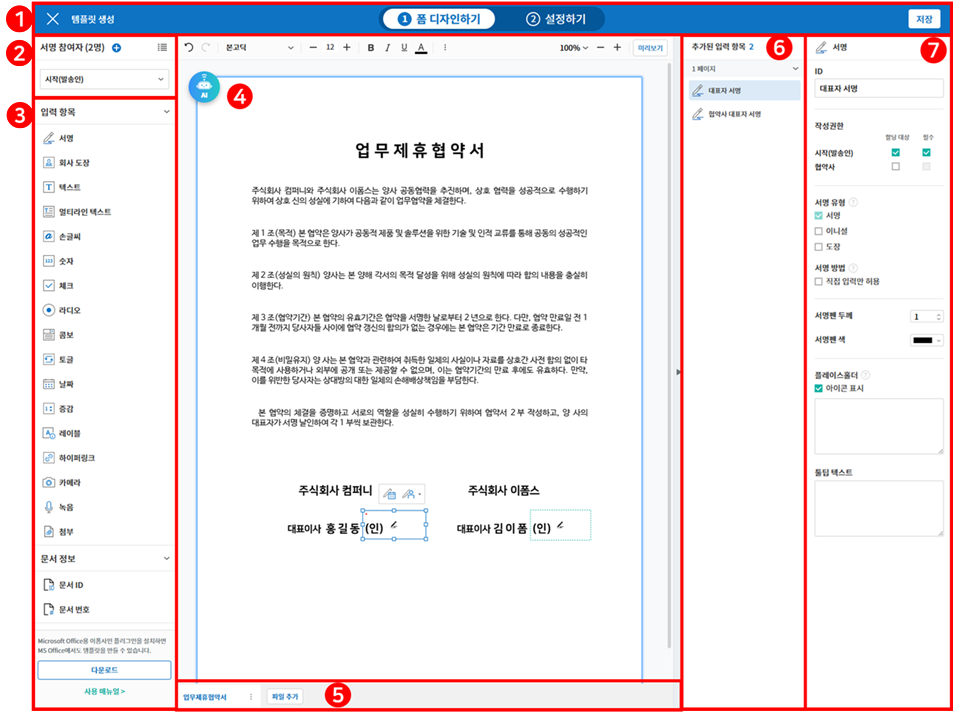 1
템플릿 생성
1 폼 디자인하기
2 설정하기
저장
2
서명 참여자 (2명)
시작(발송인)
3
입력 항목
서명
회사 도장
텍스트
멀티라인 텍스트
손글씨
숫자
체크
라디오
콤보
토글
날짜
증감
레이블
하이퍼링크
카메라
녹음
첨부
문서 정보
문서 ID
문서 번호
Microsoft Office용 이폼사인 플러그인을 설치하면
MS Office에서도 템플릿을 만들 수 있습니다.
다운로드
사용 매뉴얼 >
본고딕
12
B I U A
100%
미리보기
AI
4
업무제휴협약서
주식회사 컴퍼니와 주식회사 이폼스는 양사 공동협력을 추진하며, 상호 협력을 성공적으로 수행하기
위하여 상호 신의 성실에 기하여 다음과 같이 업무협약을 체결한다.
제 1 조(목적) 본 협약은 양사가 공동적 제품 및 솔루션을 위한 기술 및 인적 교류를 통해 공동의 성공적인
업무 수행을 목적으로 한다.
제 2 조(성실의 원칙) 양사는 본 양해 각서의 목적 달성을 위해 성실의 원칙에 따라 합의 내용을 충실히
이행한다.
제 3 조(협약기간) 본 협약의 유효기간은 협약을 서명한 날로부터 2 년으로 한다. 다만, 협약 만료일 전 1
개월 전까지 당사자들 사이에 협약 갱신의 합의가 없는 경우에는 본 협약은 기간 만료로 종료한다.
제 4 조(비밀유지) 양 사는 본 협약과 관련하여 취득한 일체의 사실이나 자료를 상호간 사전 합의 없이 타
목적에 사용하거나 외부에 공개 또는 제공할 수 없으며, 이는 협약기간의 만료 후에도 유효하다. 만약,
이를 위반한 당사자는 상대방의 대한 일체의 손해배상책임을 부담한다.
본 협약의 체결을 증명하고 서로의 역할을 성실히 수행하기 위하여 협약서 2 부 작성하고, 양 사의
대표자가 서명 날인하여 각 1 부씩 보관한다.
주식회사 컴퍼니
주식회사 이폼스
대표이사 홍길동 (인)
대표이사 김이폼 (인)
업무제휴협약서
파일 추가
5
추가된 입력 항목 2
6
1 페이지
대표자 서명
협약사 대표자 서명
서명
7
ID
대표자 서명
작성권한
할당 대상 필수
시작(발송인)
협약사
서명 유형 ?
서명
이니셜
도장
서명 방법 ?
직접 입력만 허용
서명펜 두께 1
서명펜 색
플레이스홀더 ?
아이콘 표시
툴팁 텍스트